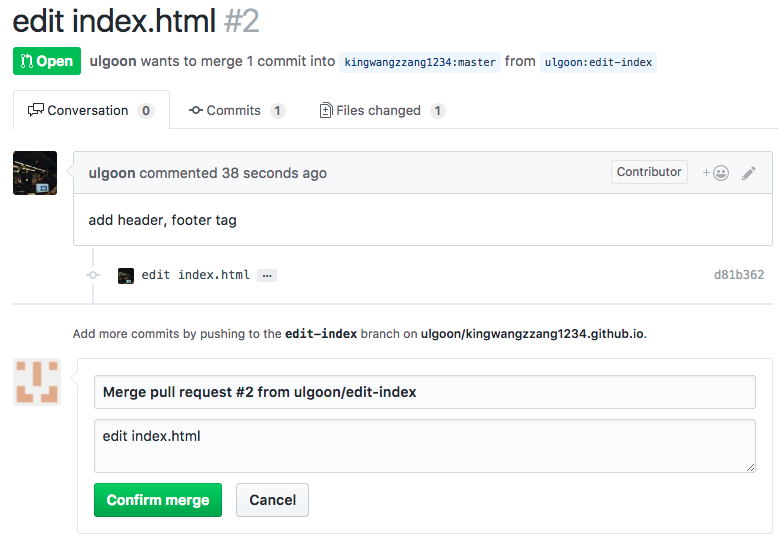 edit index.html #2
Open ulgoon wants to merge 1 commit into kingwangzzang1234:master from ulgoon:edit-index
Conversation 0 Commits 1 Files changed 1
ulgoon commented 38 seconds ago Contributor +
add header, footer tag
edit index.html … d81b362
Add more commits by pushing to the edit-index branch on ulgoon/kingwangzzang1234.github.io.
Merge pull request #2 from ulgoon/edit-index
edit index.html
Confirm merge Cancel